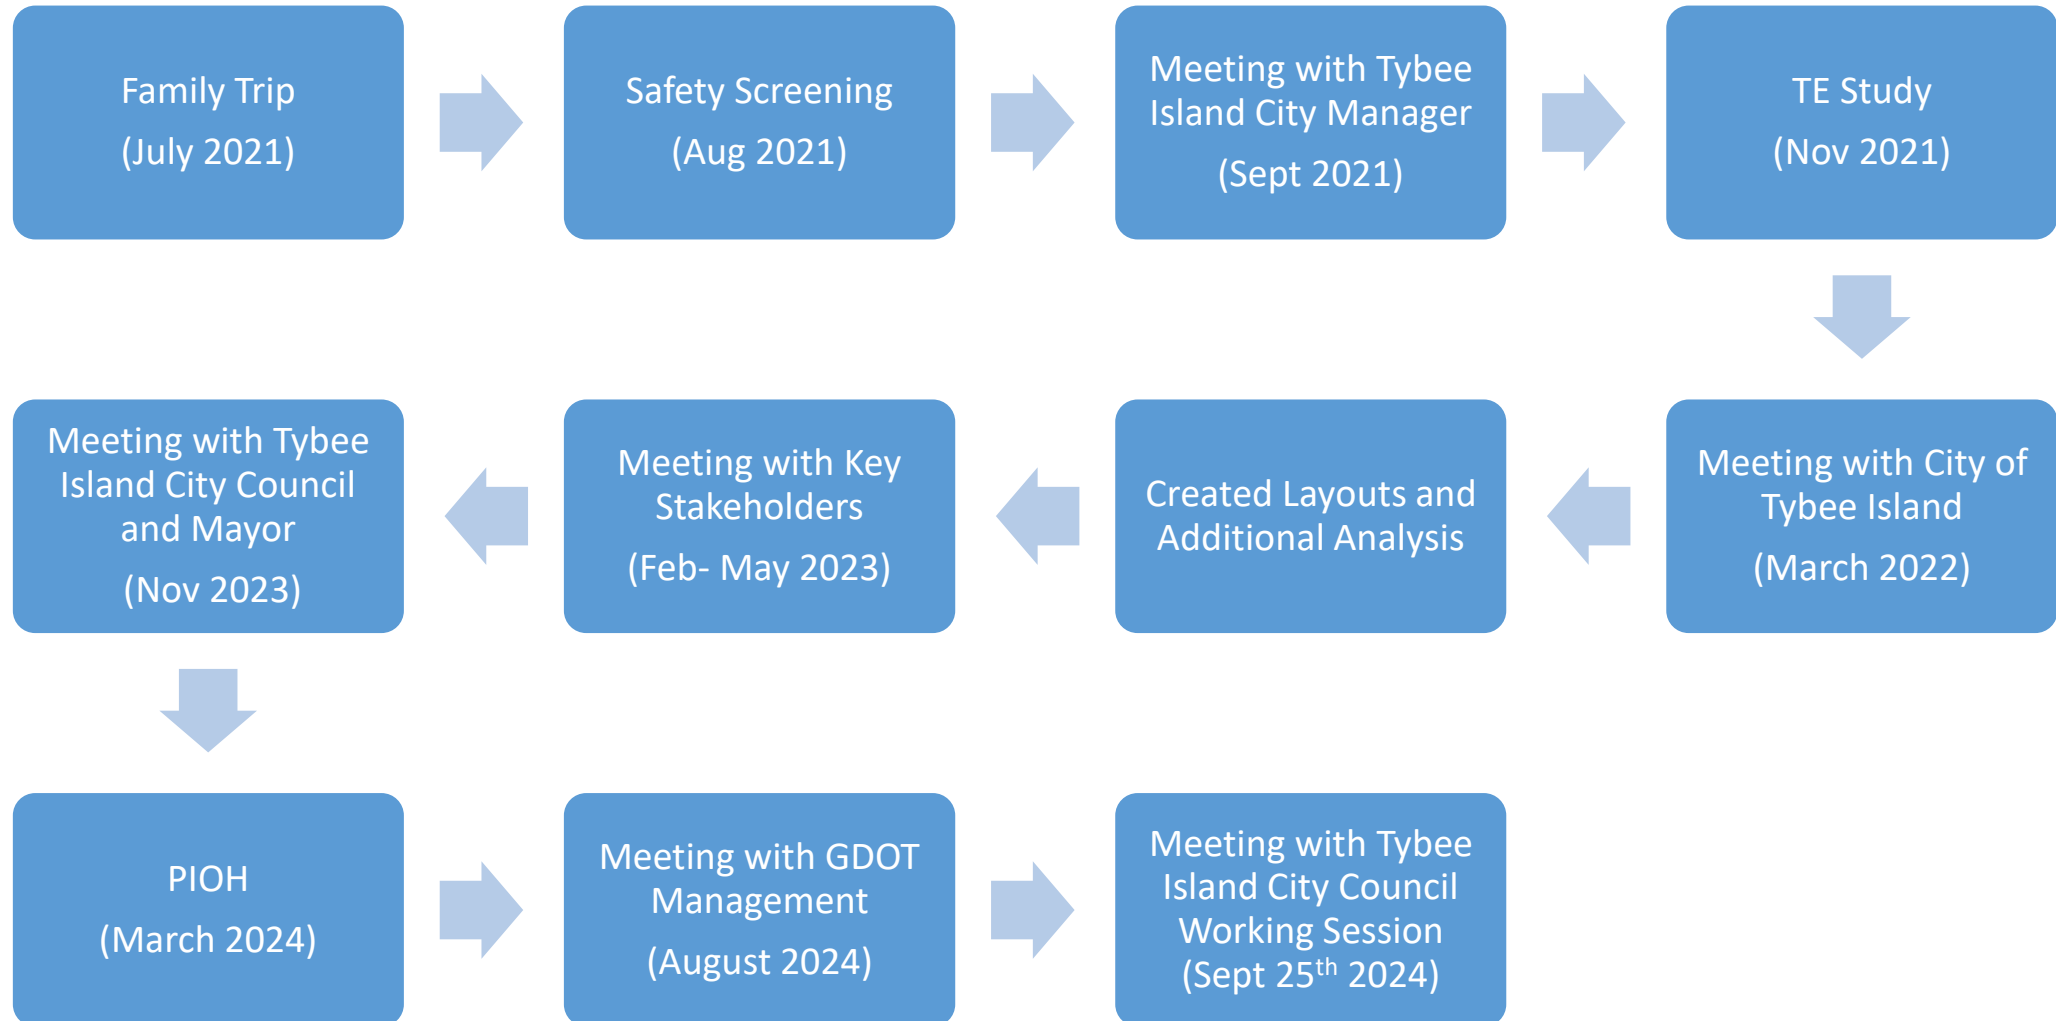 Family Trip
(July 2021)
Safety Screening
(Aug 2021)
Meeting with Tybee
Island City Manager
(Sept 2021)
TE Study
(Nov 2021)
Meeting with City of
Tybee Island
(March 2022)
Created Layouts and
Additional Analysis
Meeting with Key
Stakeholders
(Feb- May 2023)
Meeting with Tybee
Island City Council
and Mayor
(Nov 2023)
PIOH
(March 2024)
Meeting with GDOT
Management
(August 2024)
Meeting with Tybee
Island City Council
Working Session
(Sept 25th 2024)